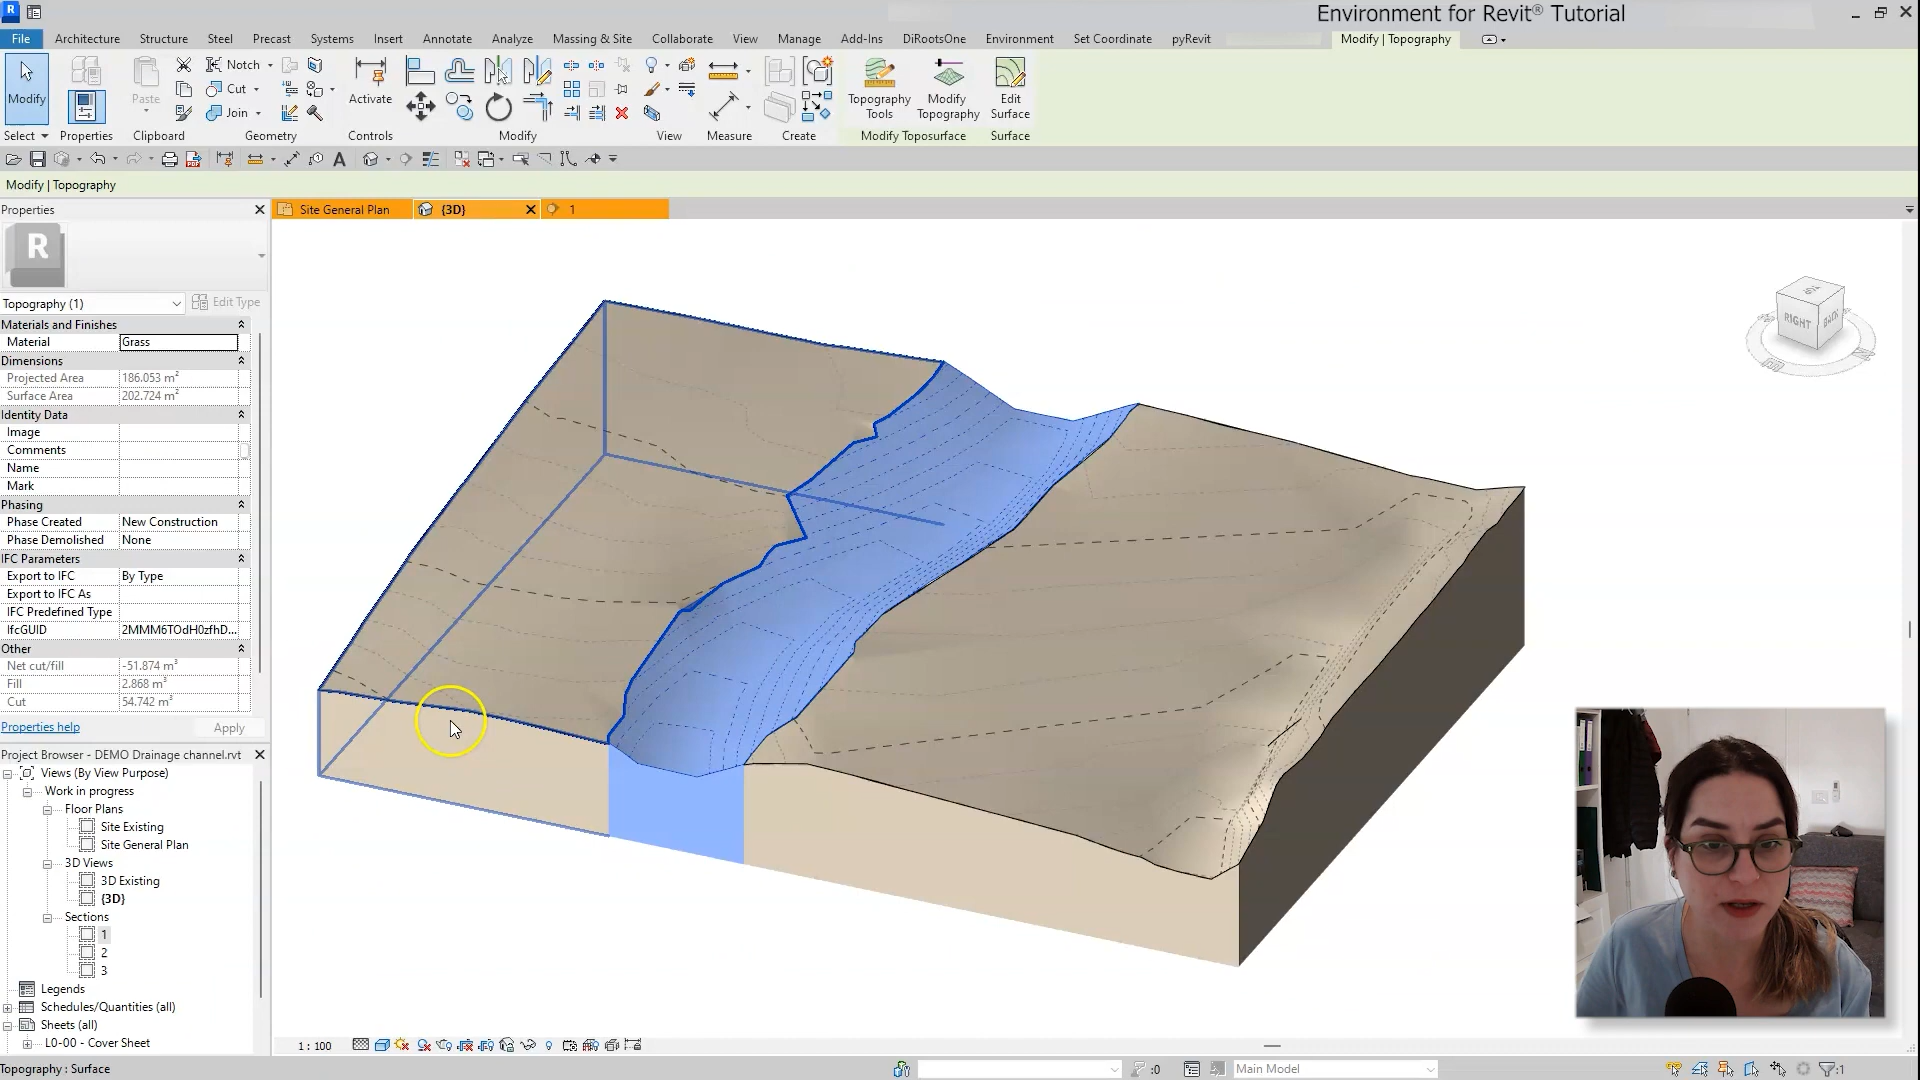 R
Environment for Revit® Tutorial
File
Architecture
Structure
Steel
Precast
Systems
Insert
Annotate
Analyze
Massing & Site
Collaborate
View
Manage
Add-Ins
DiRootsOne
Environment
Set Coordinate
pyRevit
Modify | Topography
Modify
Paste
Notch
Cut
Join
Activate
Topography Tools
Modify Topography
Edit Surface
Select
Properties
Clipboard
Geometry
Controls
Modify
View
Measure
Create
Modify Toposurface
Surface
PDF
A
Modify | Topography
Properties
Site General Plan
{3D}
1
R
Topography (1)
Edit Type
Materials and Finishes
Material Grass
Dimensions
Projected Area 186.053 m²
Surface Area 202.724 m²
Identity Data
Image
Comments
Name
Mark
Phasing
Phase Created New Construction
Phase Demolished None
IFC Parameters
Export to IFC By Type
Export to IFC As
IFC Predefined Type
IfcGUID 2MMM6TOdH0zfhD...
Other
Net cut/fill -51.874 m³
Fill 2.868 m³
Cut 54.742 m³
Properties help
Apply
Project Browser - DEMO Drainage channel.rvt
Views (By View Purpose)
Work in progress
Floor Plans
Site Existing
Site General Plan
3D Views
3D Existing
{3D}
Sections
1
2
3
Legends
Schedules/Quantities (all)
Sheets (all)
L0-00 - Cover Sheet
TOP
RIGHT
BACK
1 : 100
Topography : Surface
:0
Main Model
:1